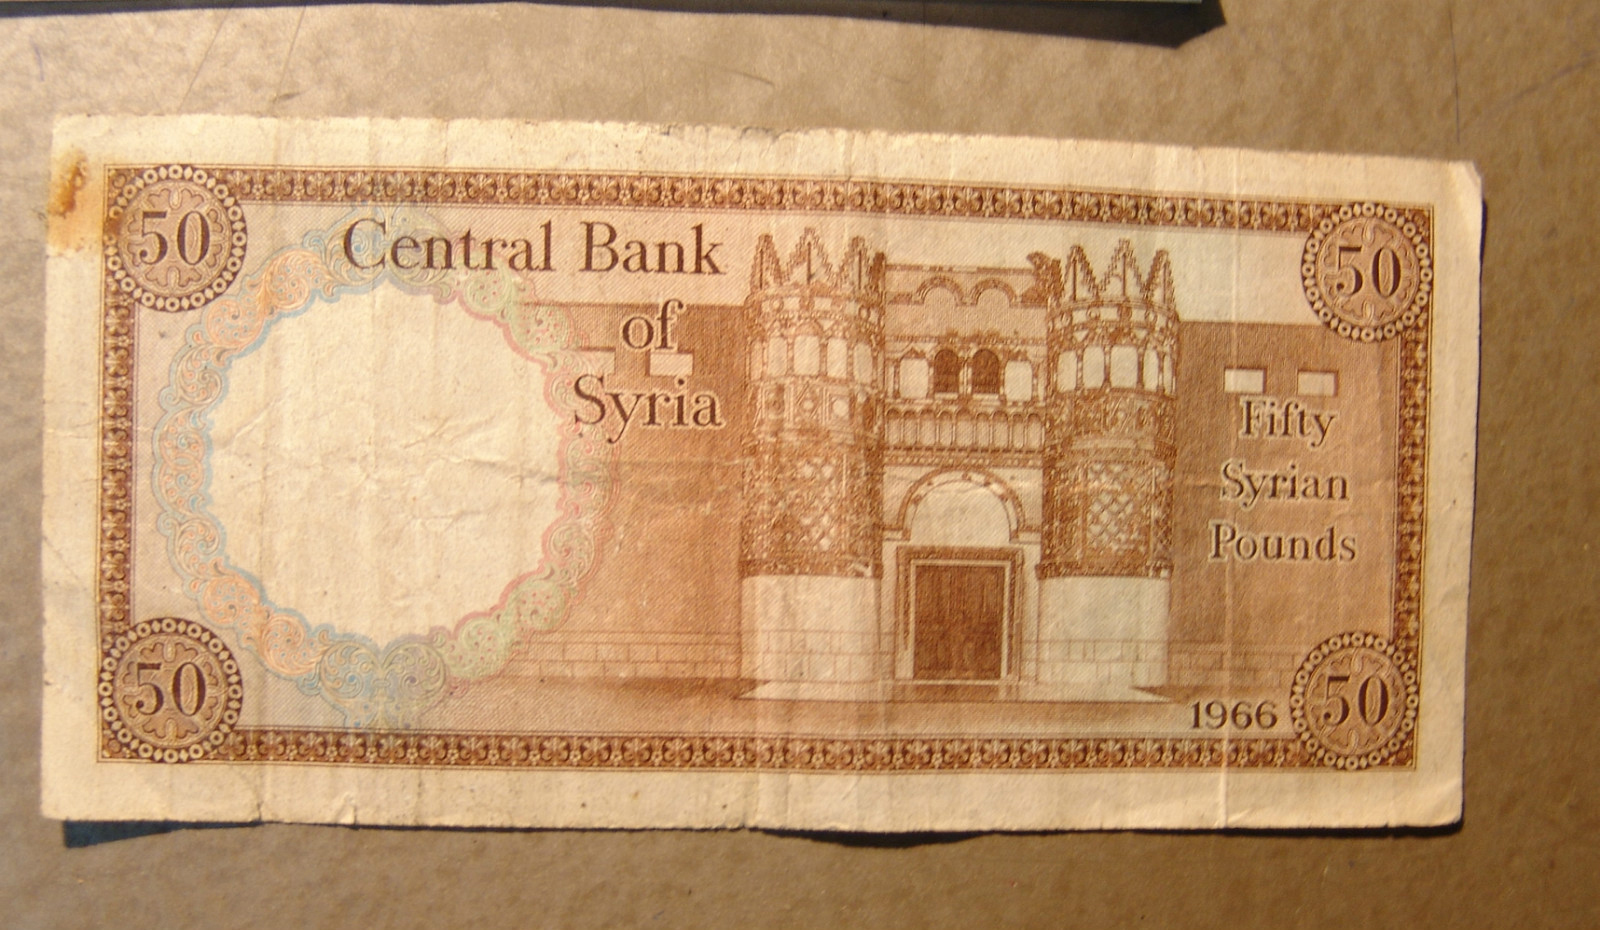 50
50
Central Bank
of
Syria
Fifty
Syrian
Pounds
50
1966
50